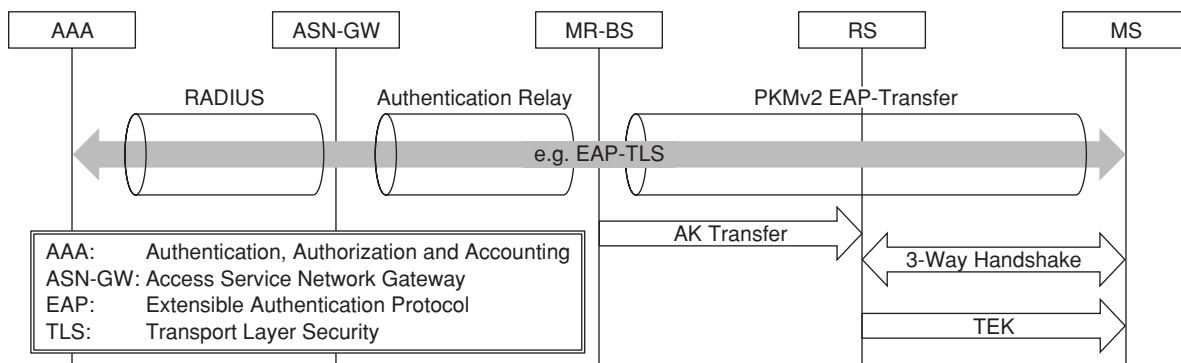 AAA
ASN-GW
MR-BS
RS
MS
RADIUS
Authentication Relay
PKMv2 EAP-Transfer
e.g. EAP-TLS
AK Transfer
3-Way Handshake
TEK
AAA: Authentication, Authorization and Accounting
ASN-GW: Access Service Network Gateway
EAP: Extensible Authentication Protocol
TLS: Transport Layer Security